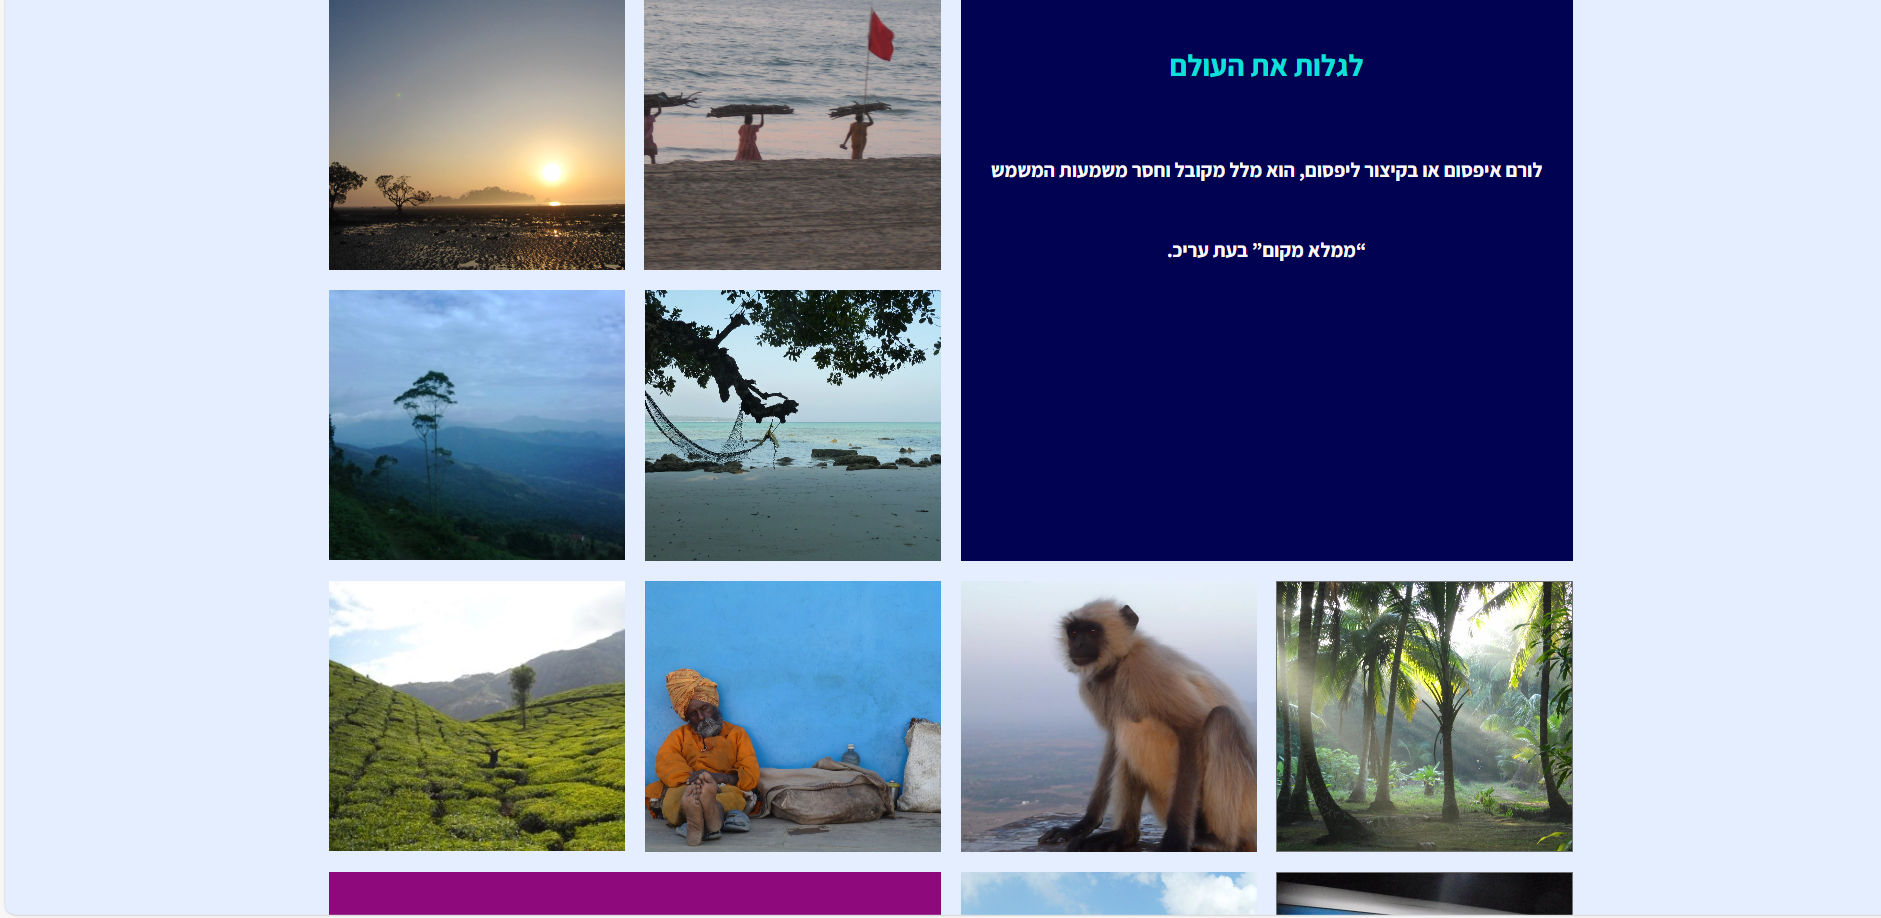 לגלות את העולם
לורם איפסום או בקיצור ליפסום, הוא מלל מקובל וחסר משמעות המשמש
“ממלא מקום” בעת עריכ.